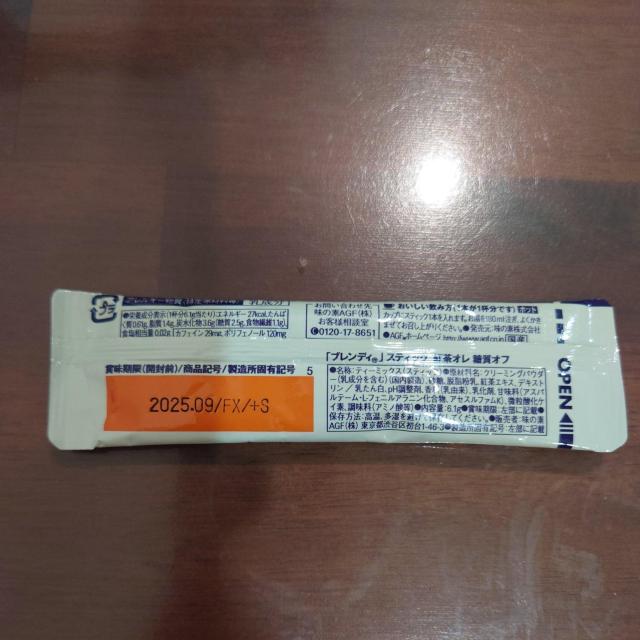 プラ
●栄養成分表示(1杯分6.1g当たり)エネルギー27kcal、たんぱく
質0.61g、脂質1.4g、炭水化物3.6g(糖質2.5g、食物繊維1.1g)、
食塩相当量0.02g(カフェイン29mg、ポリフェノール120mg
お問い合わせ先
味の素AGF(株)
お客様相談室
0120-17-8651
●おいしい飲み方(1本が1杯分です)ホット
カップにスティック1本を入れます。お湯を180ml注ぎ、よくかき
まぜてお召し上がりください。●発売元:味の素株式会社
●AGFホームページ http://www.agf.co.jp 国産
「ブレンディ®」スティック 紅茶オレ 糖質オフ
賞味期限(開封前)/商品記号/製造所固有記号 5
2025.09/FX/+S
●名称:ティーミックス(スティック)●原材料名:クリーミングパウダ
ー(乳成分を含む)(国内製造)、砂糖、脱脂粉乳、紅茶エキス、デキスト
リン/乳たん白、pH調整剤、香料(乳由来)、乳化剤、甘味料(アスパ
ルテーム・L-フェニルアラニン化合物、アセスルファムK)、微粒酸化ケ
イ素、調味料(アミノ酸等)●内容量:6.1g●賞味期限:左部に記載●
保存方法:高温、多湿を避けて保存してください。●販売者:味の素
AGF(株) 東京都渋谷区初台1-46-3●製造所固有記号:左部に記載
OPEN